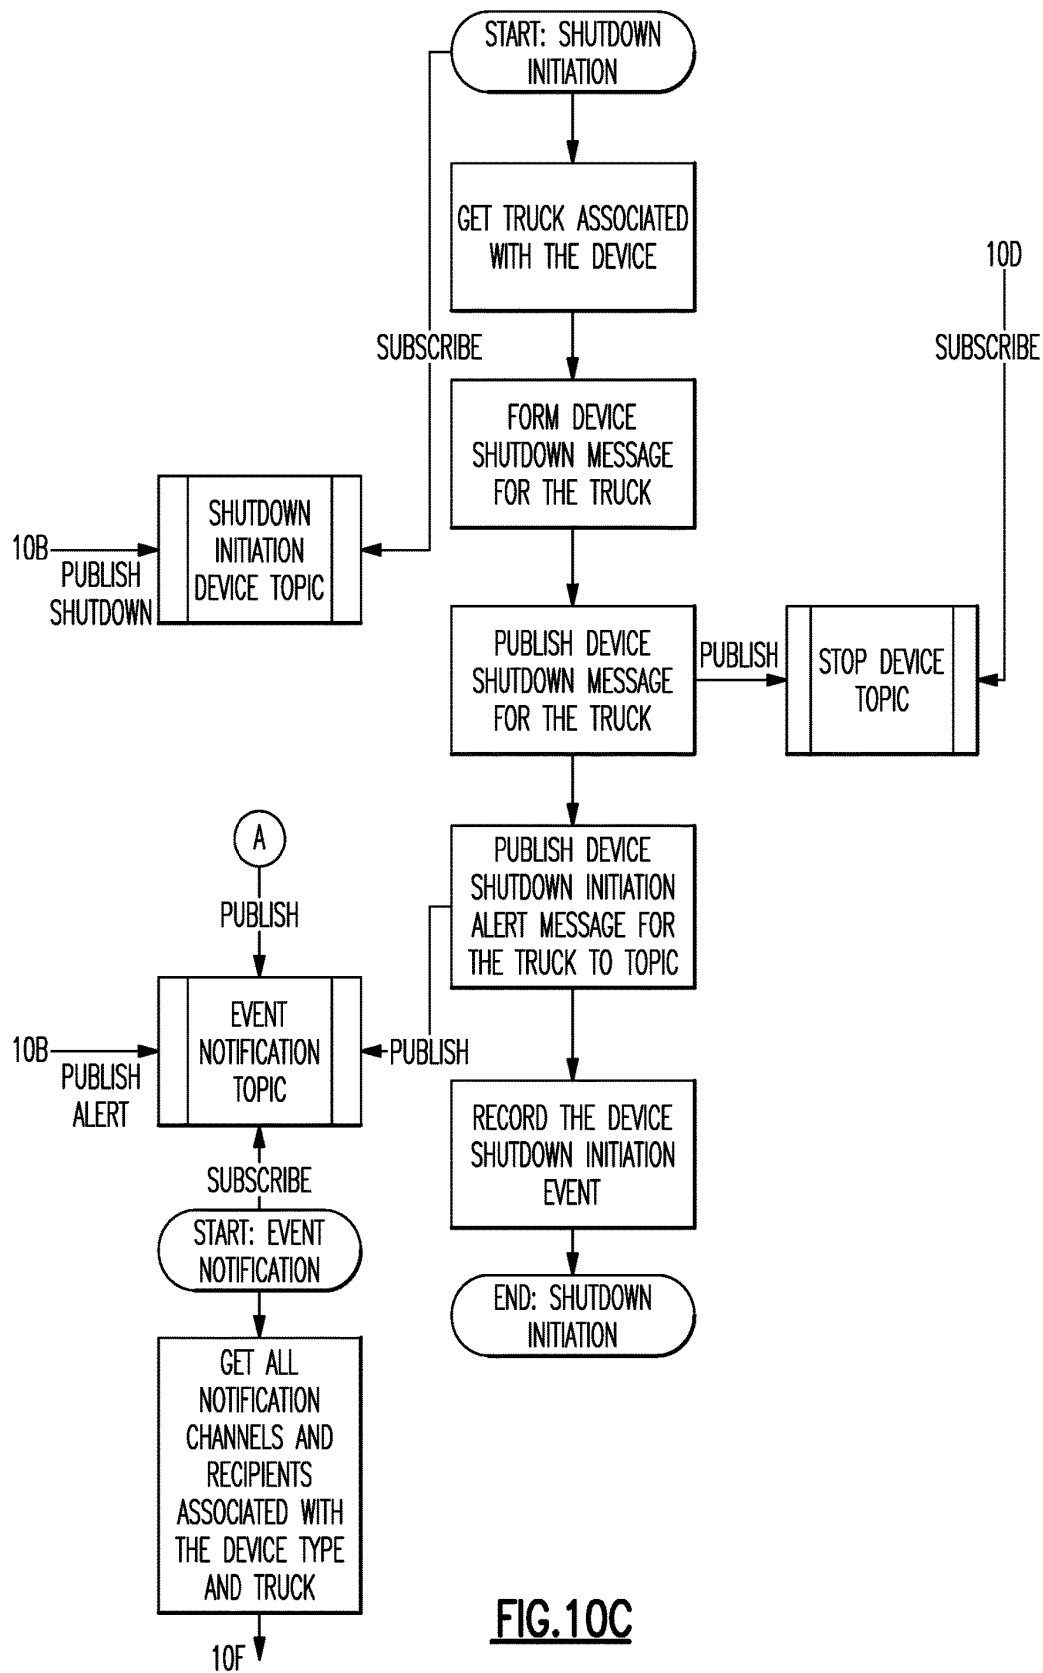 START: SHUTDOWN
INITIATION
GET TRUCK ASSOCIATED
WITH THE DEVICE
10D
SUBSCRIBE
SUBSCRIBE
FORM DEVICE
SHUTDOWN MESSAGE
FOR THE TRUCK
SHUTDOWN
INITIATION
DEVICE TOPIC
10B
PUBLISH
SHUTDOWN
PUBLISH DEVICE
SHUTDOWN MESSAGE
FOR THE TRUCK
PUBLISH
STOP DEVICE
TOPIC
A
PUBLISH
PUBLISH DEVICE
SHUTDOWN INITIATION
ALERT MESSAGE FOR
THE TRUCK TO TOPIC
EVENT
NOTIFICATION
TOPIC
10B
PUBLISH
ALERT
PUBLISH
RECORD THE DEVICE
SHUTDOWN INITIATION
EVENT
SUBSCRIBE
START: EVENT
NOTIFICATION
END: SHUTDOWN
INITIATION
GET ALL
NOTIFICATION
CHANNELS AND
RECIPIENTS
ASSOCIATED WITH
THE DEVICE TYPE
AND TRUCK
10F
FIG.10C